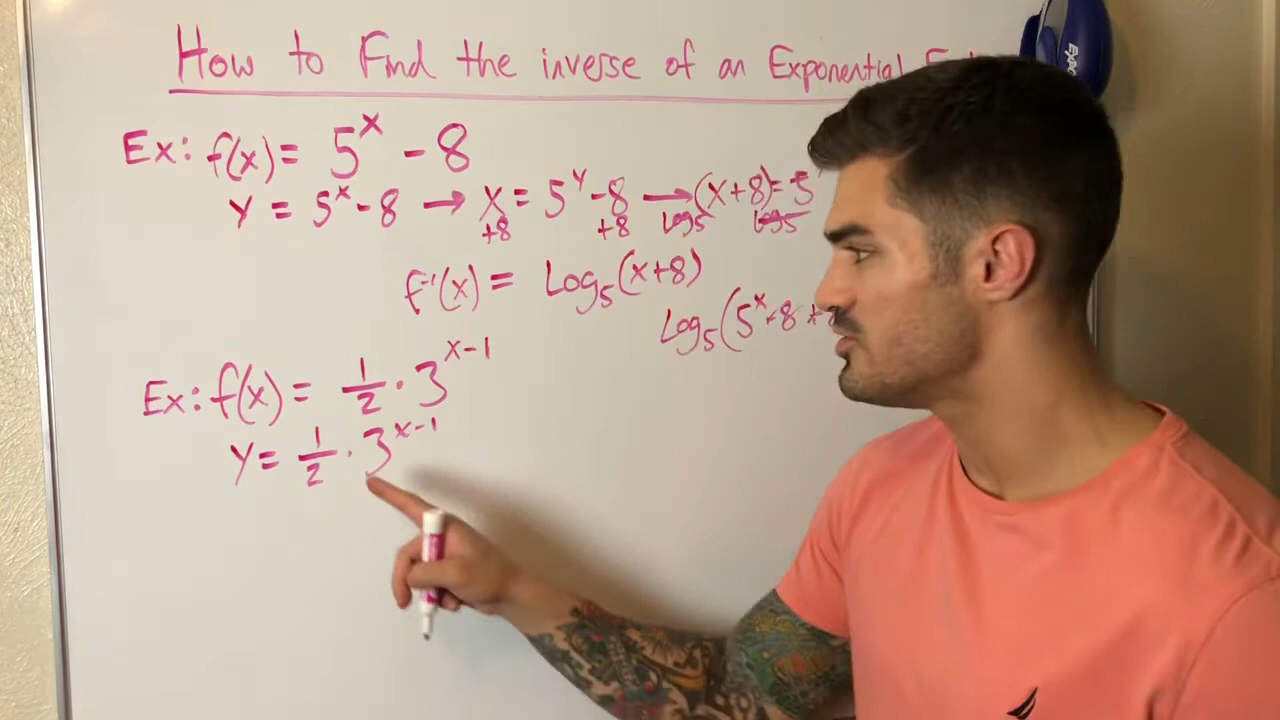 How to Find the inverse of an Exponential
Ex: f(x) = 5^x - 8
y = 5^x - 8 → x = 5^y - 8 → (x+8) = 5
+8 +8 Log5 Log5
f^-1(x) = Log5(x+8)
Log5(5^x - 8 +
Ex: f(x) = 1/2 · 3^(x-1)
y = 1/2 · 3^(x-1)
Expo